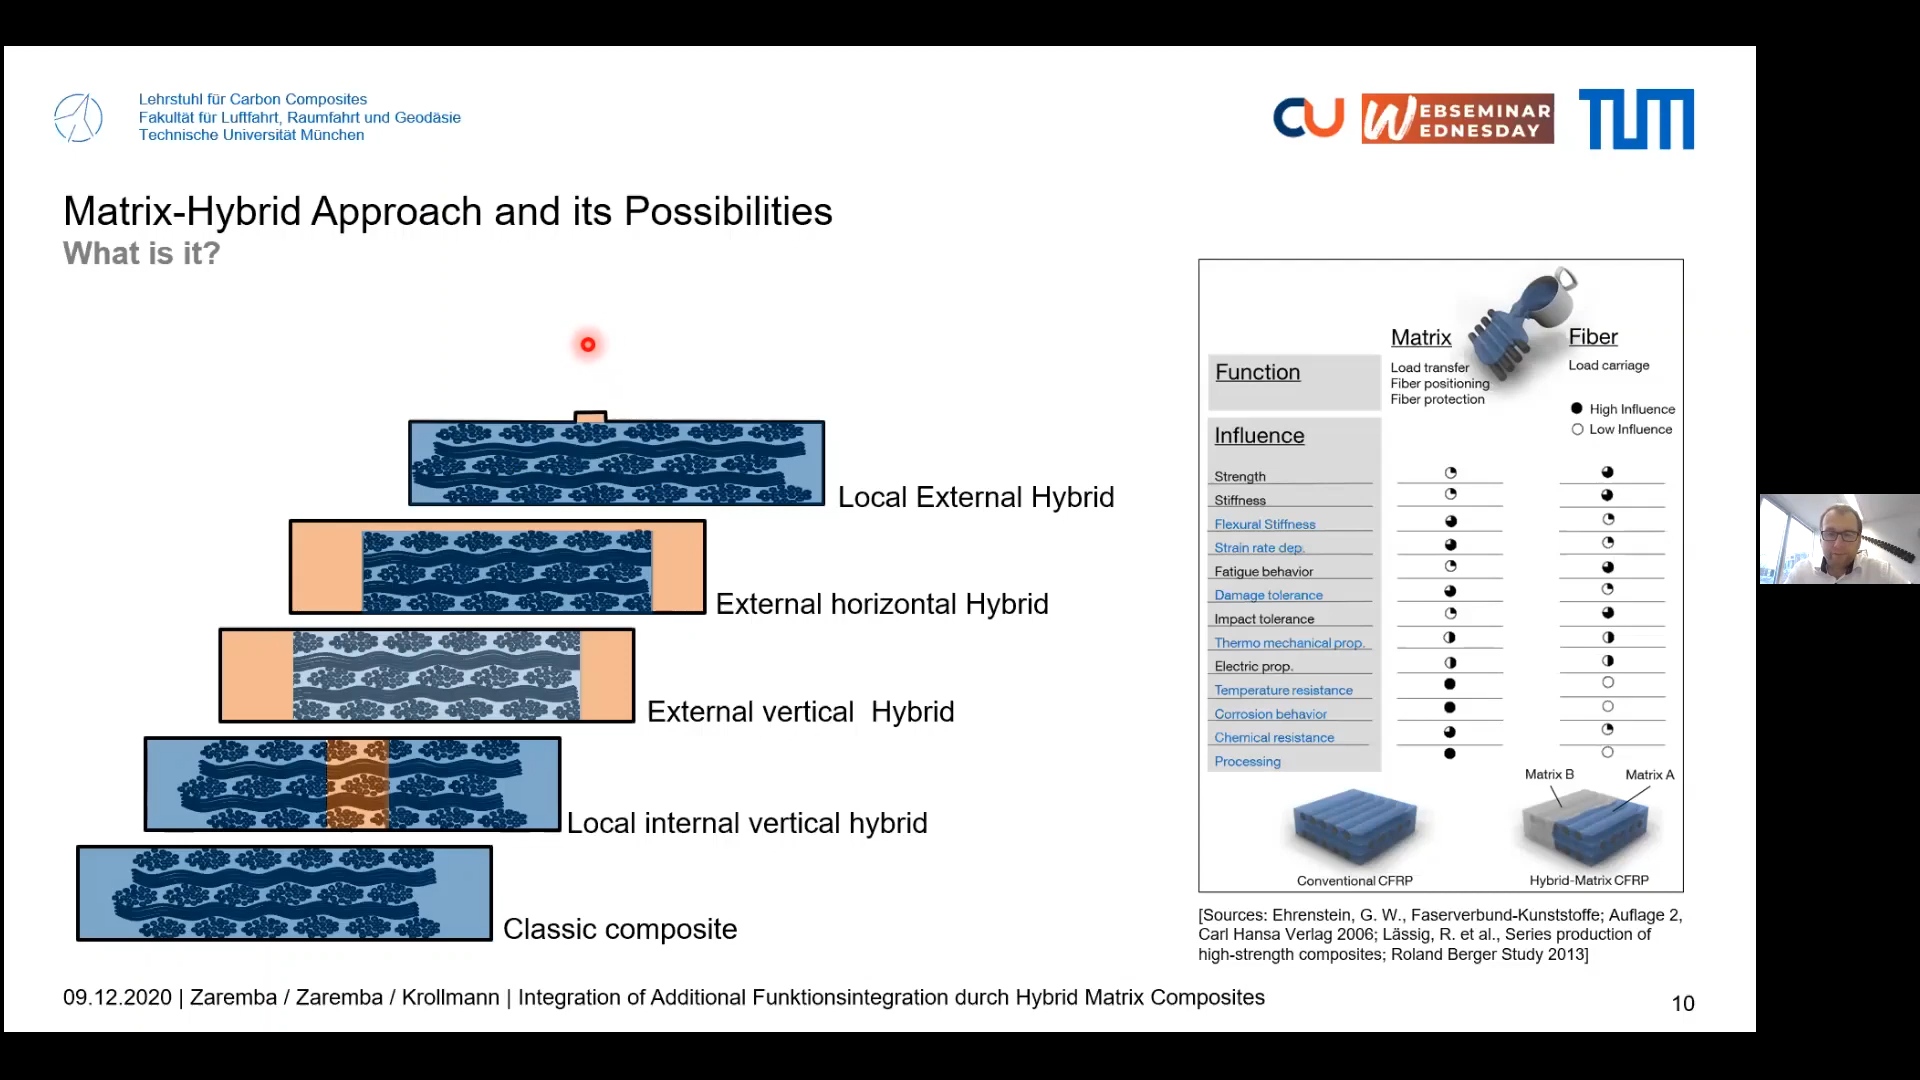 Lehrstuhl für Carbon Composites
Fakultät für Luftfahrt, Raumfahrt und Geodäsie
Technische Universität München
CU
WEBSEMINAR
WEDNESDAY
TUM
Matrix-Hybrid Approach and its Possibilities
What is it?
Local External Hybrid
External horizontal Hybrid
External vertical Hybrid
Local internal vertical hybrid
Classic composite
Matrix
Fiber
Function
Load transfer
Fiber positioning
Fiber protection
Load carriage
High Influence
Low Influence
Influence
Strength
Stiffness
Flexural Stiffness
Strain rate dep.
Fatigue behavior
Damage tolerance
Impact tolerance
Thermo mechanical prop.
Electric prop.
Temperature resistance
Corrosion behavior
Chemical resistance
Processing
Matrix B
Matrix A
Conventional CFRP
Hybrid-Matrix CFRP
[Sources: Ehrenstein, G. W., Faserverbund-Kunststoffe; Auflage 2,
Carl Hansa Verlag 2006; Lässig, R. et al., Series production of
high-strength composites; Roland Berger Study 2013]
09.12.2020 | Zaremba / Zaremba / Krollmann | Integration of Additional Funktionsintegration durch Hybrid Matrix Composites
10